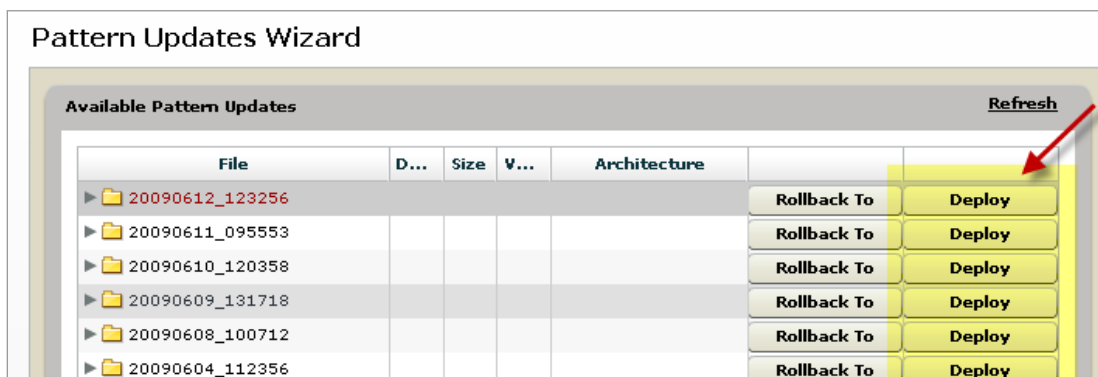 Pattern Updates Wizard
Available Pattern Updates Refresh
File D... Size V... Architecture
20090612_123256 Rollback To Deploy
20090611_095553 Rollback To Deploy
20090610_120358 Rollback To Deploy
20090609_131718 Rollback To Deploy
20090608_100712 Rollback To Deploy
20090604_112356 Rollback To Deploy